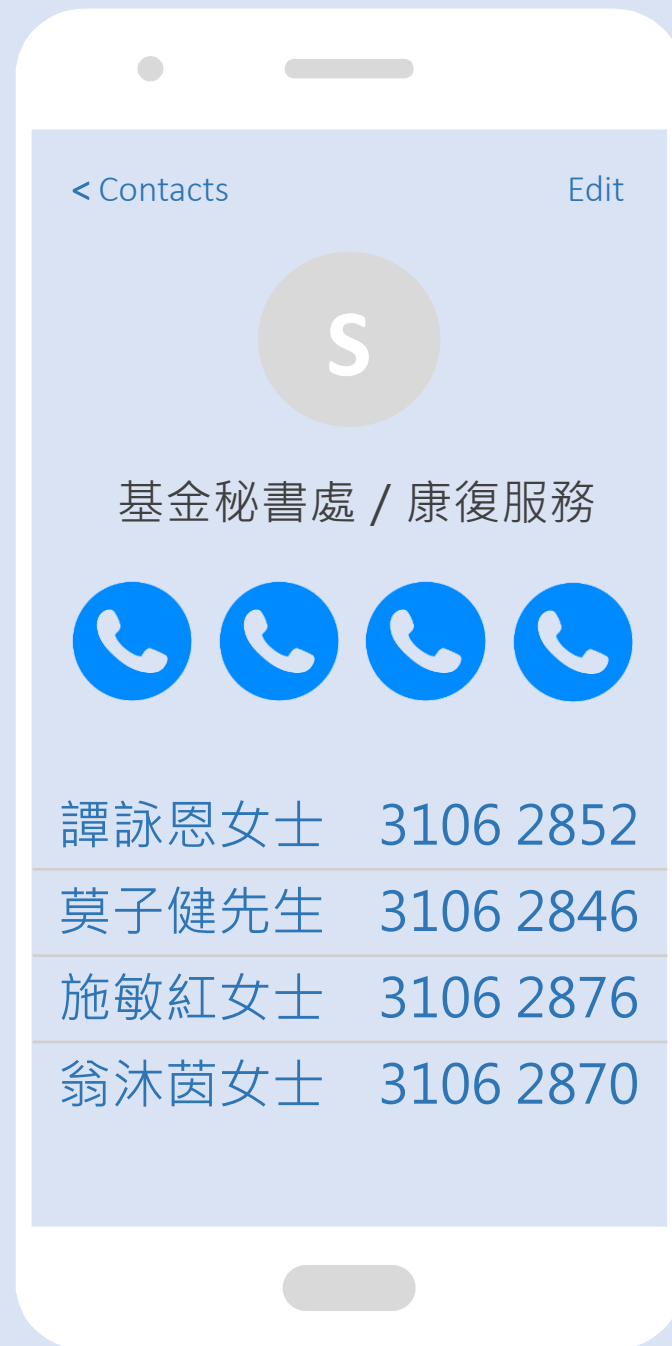 < Contacts Edit
S
基金秘書處 / 康復服務
譚詠恩女士 3106 2852
莫子健先生 3106 2846
施敏紅女士 3106 2876
翁沐茵女士 3106 2870